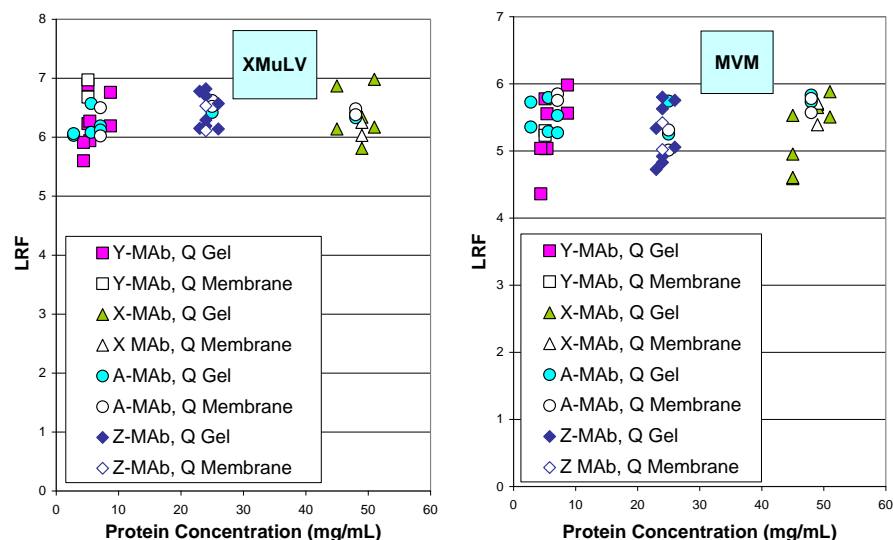 8
7
6
5
4
3
2
1
0
LRF
XMuLV
Y-MAb, Q Gel
Y-MAb, Q Membrane
X-MAb, Q Gel
X MAb, Q Membrane
A-MAb, Q Gel
A-MAb, Q Membrane
Z-MAb, Q Gel
Z-MAb, Q Membrane
0 10 20 30 40 50 60
Protein Concentration (mg/mL)
7
6
5
4
3
2
1
0
LRF
MVM
Y-MAb, Q Gel
Y-MAb, Q Membrane
X-MAb, Q Gel
X-MAb, Q Membrane
A-MAb, Q Gel
A-MAb, Q Membrane
Z-MAb, Q Gel
Z MAb, Q Membrane
0 10 20 30 40 50 60
Protein Concentration (mg/mL)